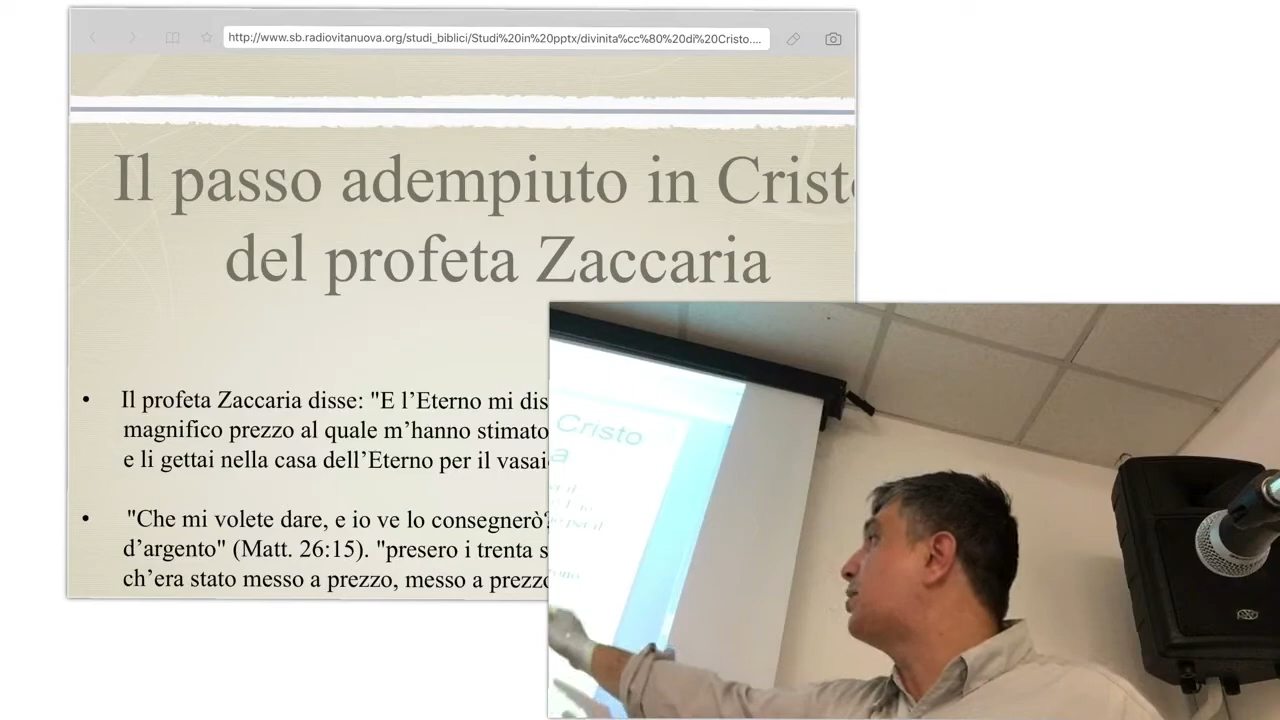 http://www.sb.radiovitanuova.org/studi_biblici/Studi%20in%20pptx/divinita%cc%80%20di%20Cristo....
Il passo adempiuto in Cristo
del profeta Zaccaria
• Il profeta Zaccaria disse: "E l’Eterno mi dis
magnifico prezzo al quale m’hanno stimato
e li gettai nella casa dell’Eterno per il vasai
• "Che mi volete dare, e io ve lo consegnerò?
d’argento" (Matt. 26:15). "presero i trenta s
ch’era stato messo a prezzo, messo a prezzo
Cristo
a